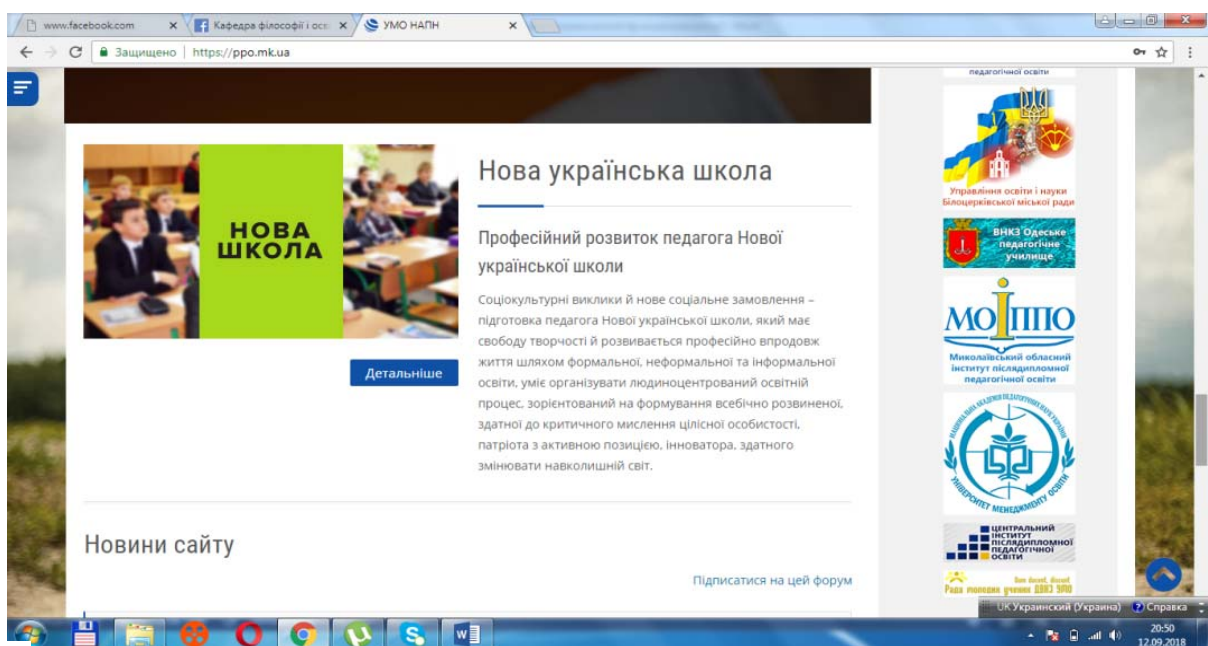 www.facebook.com
Кафедра філософії і осв
УМО НАПН
Защищено
https://ppo.mk.ua
НОВА
ШКОЛА
Детальніше
Нова українська школа
Професійний розвиток педагога Нової
української школи
Соціокультурні виклики й нове соціальне замовлення –
підготовка педагога Нової української школи, який має
свободу творчості й розвивається професійно впродовж
життя шляхом формальної, неформальної та інформальної
освіти, уміє організувати людиноцентрований освітній
процес, зорієнтований на формування всебічно розвиненої,
здатної до критичного мислення цілісної особистості,
патріота з активною позицією, інноватора, здатного
змінювати навколишній світ.
Новини сайту
Підписатися на цей форум
педагогічної освіти
Управління освіти і науки
Білоцерківської міської ради
ВНКЗ Одеське
педагогічне
училище
МОІППО
Миколаївський обласний
інститут післядипломної
педагогічної освіти
НАЦІОНАЛЬНА АКАДЕМІЯ ПЕДАГОГІЧНИХ НАУК УКРАЇНИ
УНІВЕРСИТЕТ МЕНЕДЖМЕНТУ ОСВІТИ
ЦЕНТРАЛЬНИЙ
ІНСТИТУТ
ПІСЛЯДИПЛОМНОЇ
ПЕДАГОГІЧНОЇ
ОСВІТИ
Рада молодих учених ДВНЗ УМО
UK Украинский (Украина)
Справка
20:50
12.09.2018